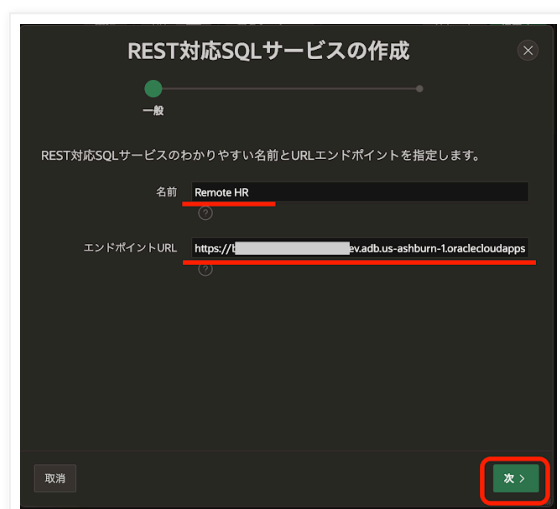 REST対応SQLサービスの作成
一般
REST対応SQLサービスのわかりやすい名前とURLエンドポイントを指定します。
名前 Remote HR
エンドポイントURL https://b ev.adb.us-ashburn-1.oraclecloudapps
取消 次 >